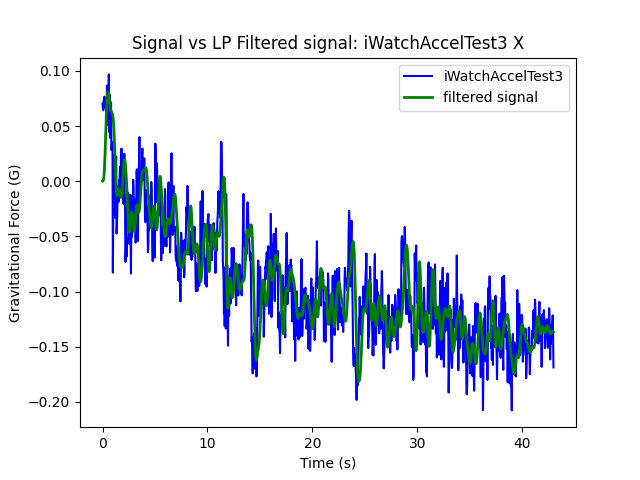 Signal vs LP Filtered signal: iWatchAccelTest3 X
iWatchAccelTest3
filtered signal
Gravitational Force (G)
0.10
0.05
0.00
−0.05
−0.10
−0.15
−0.20
0 10 20 30 40
Time (s)